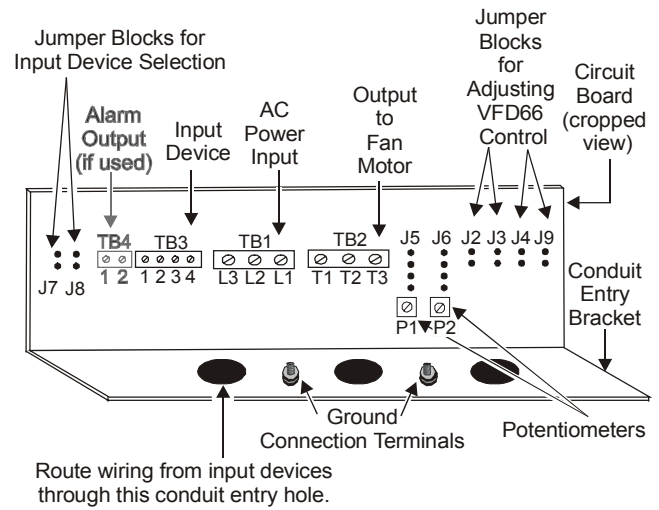 Jumper Blocks for
Input Device Selection
Alarm
Output
(if used)
Input
Device
AC
Power
Input
Output
to
Fan
Motor
Jumper
Blocks
for
Adjusting
VFD66
Control
Circuit
Board
(cropped
view)
TB4
TB3
TB1
TB2
J5 J6 J2 J3 J4 J9
J7 J8
1 2
1 2 3 4
L3 L2 L1
T1 T2 T3
P1 P2
Conduit
Entry
Bracket
Ground
Connection Terminals
Potentiometers
Route wiring from input devices
through this conduit entry hole.